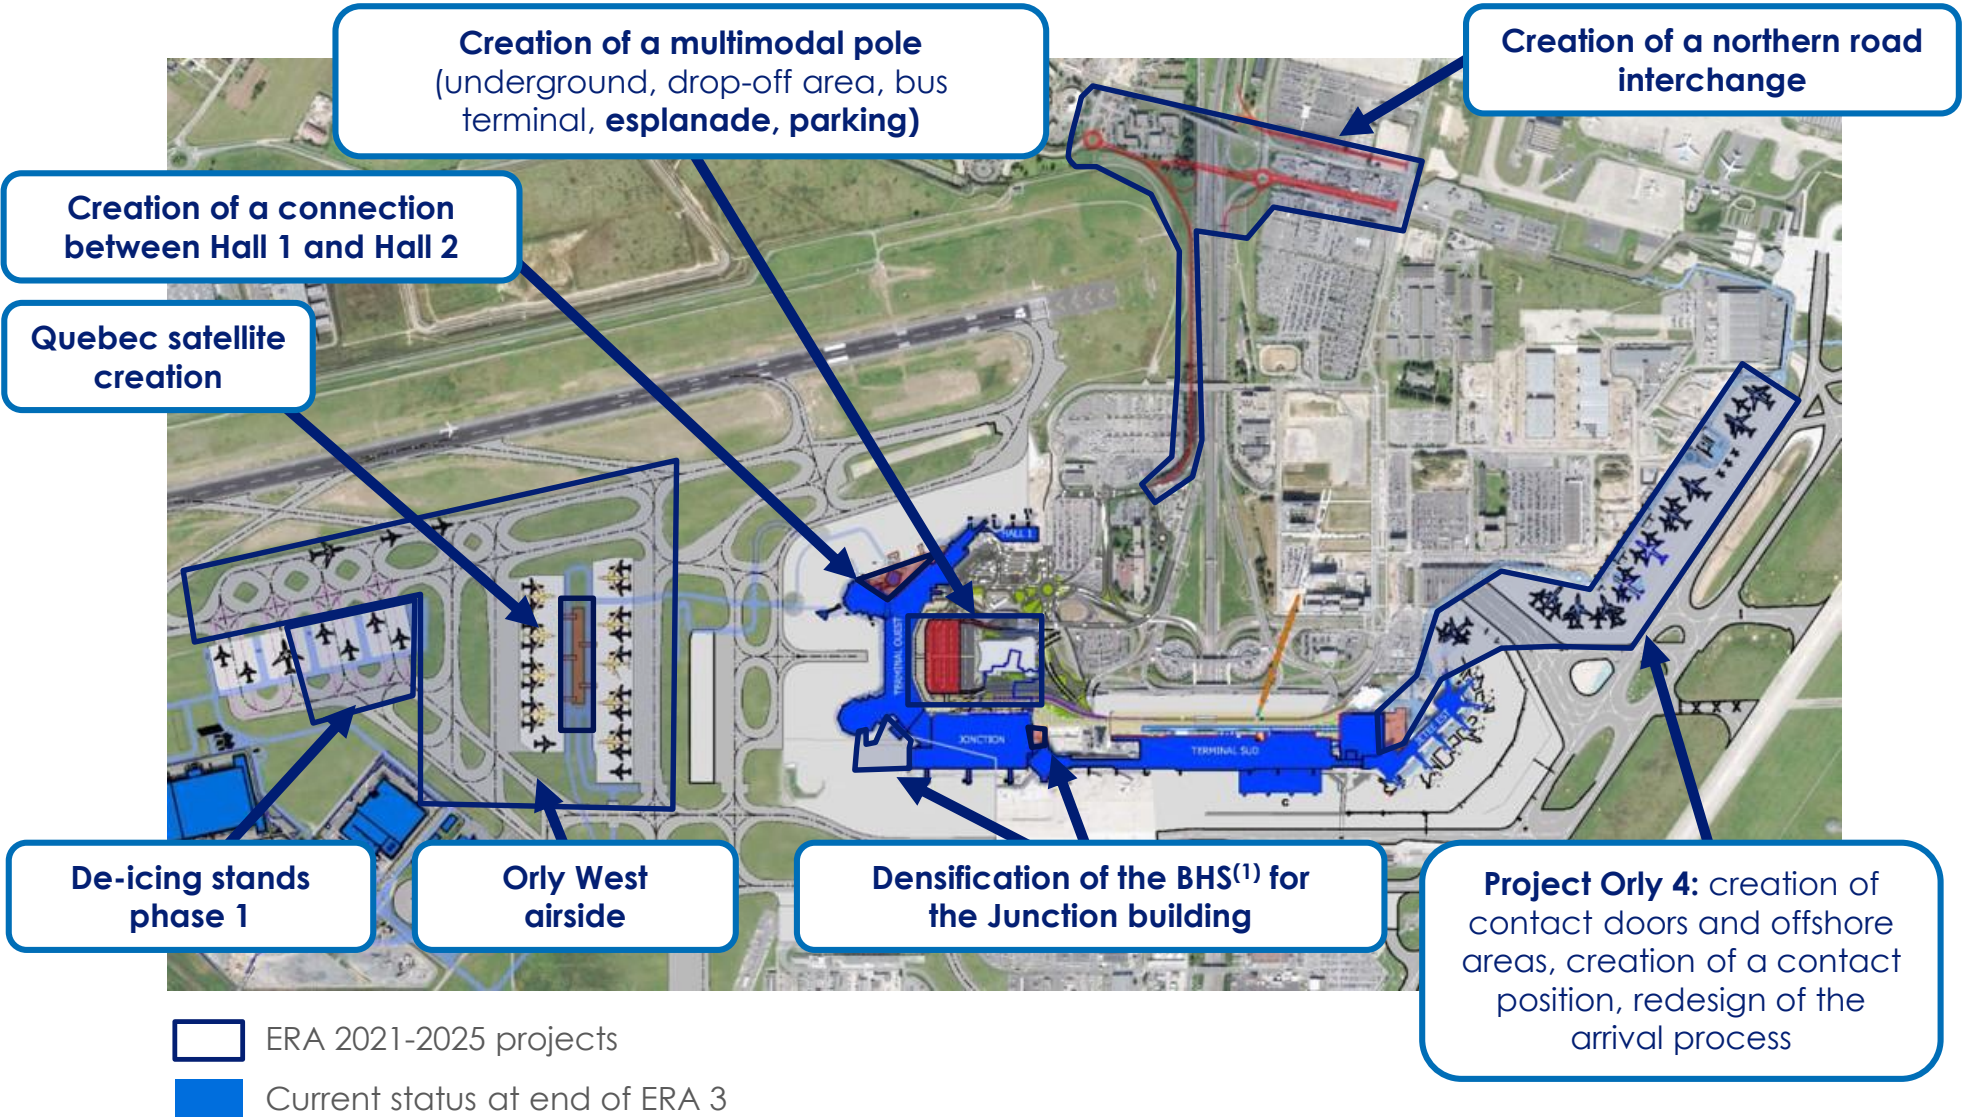 Creation of a multimodal pole
(underground, drop-off area, bus
terminal, esplanade, parking)
Creation of a northern road
interchange
Creation of a connection
between Hall 1 and Hall 2
Quebec satellite
creation
HALL 1
TERMINAL OUEST
JONCTION
TERMINAL SUD
C
De-icing stands
phase 1
Orly West
airside
Densification of the BHS(1) for
the Junction building
Project Orly 4: creation of
contact doors and offshore
areas, creation of a contact
position, redesign of the
arrival process
ERA 2021-2025 projects
Current status at end of ERA 3